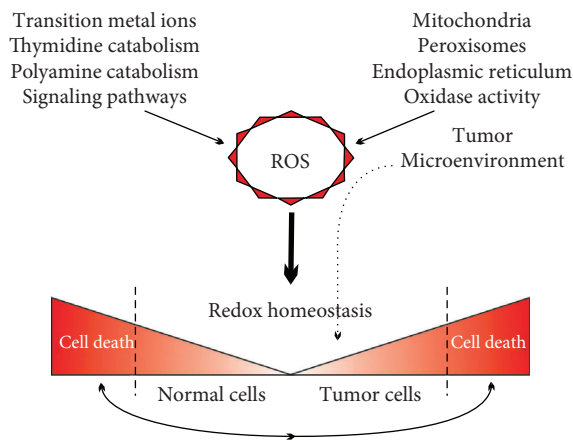 Transition metal ions
Thymidine catabolism
Polyamine catabolism
Signaling pathways
Mitochondria
Peroxisomes
Endoplasmic reticulum
Oxidase activity
Tumor
Microenvironment
ROS
Redox homeostasis
Cell death
Cell death
Normal cells
Tumor cells